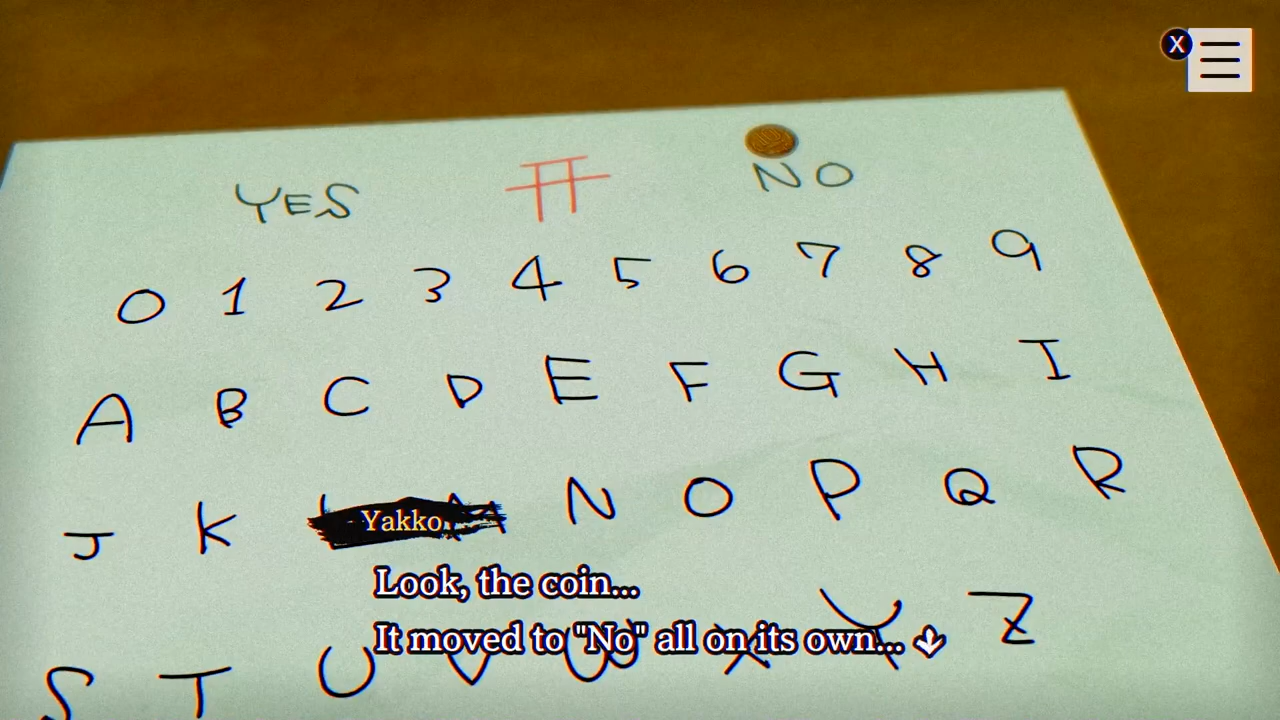 X
YES NO
0 1 2 3 4 5 6 7 8 9
A B C D E F G H I
J K L M N O P Q R
Yakko
Look, the coin...
It moved to "No" all on its own...
S T U V W X Y Z